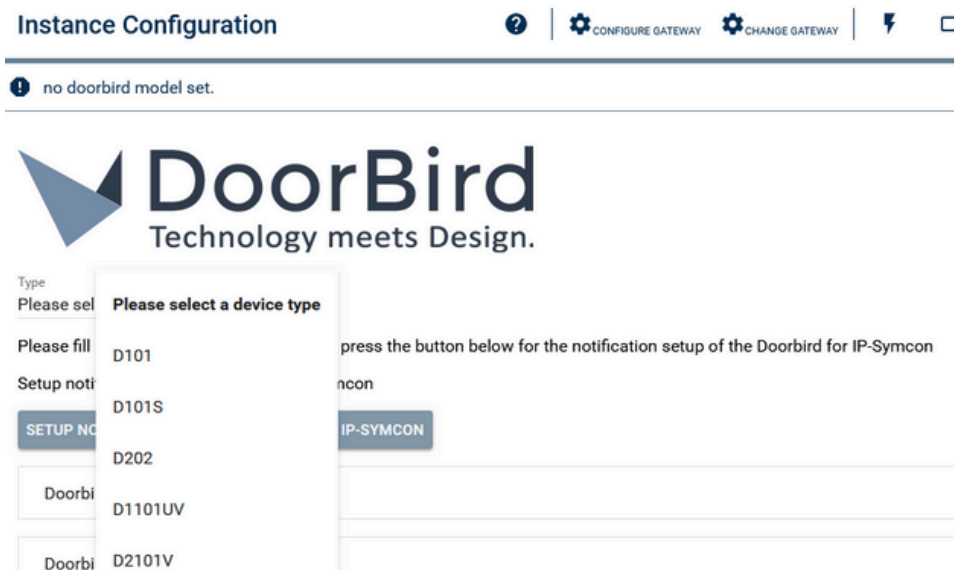 Instance Configuration
CONFIGURE GATEWAY
CHANGE GATEWAY
no doorbird model set.
DoorBird
Technology meets Design.
Type
Please sel
Please select a device type
Please fill
press the button below for the notification setup of the Doorbird for IP-Symcon
D101
Setup noti
mcon
D101S
SETUP NO
IP-SYMCON
D202
Doorbi
D1101UV
Doorbi
D2101V